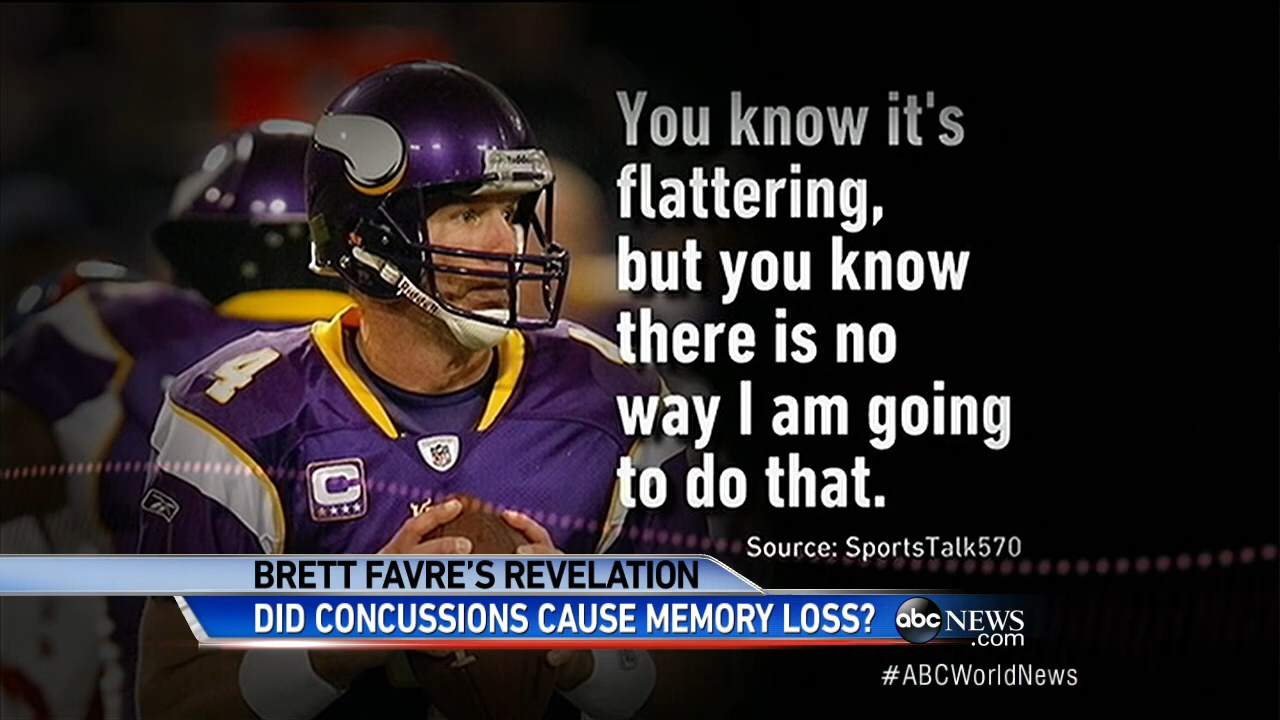 You know it's
flattering,
but you know
there is no
way I am going
to do that.
Source: SportsTalk570
BRETT FAVRE'S REVELATION
DID CONCUSSIONS CAUSE MEMORY LOSS?
abc NEWS
.com
#ABCWorldNews
4
C
NFL